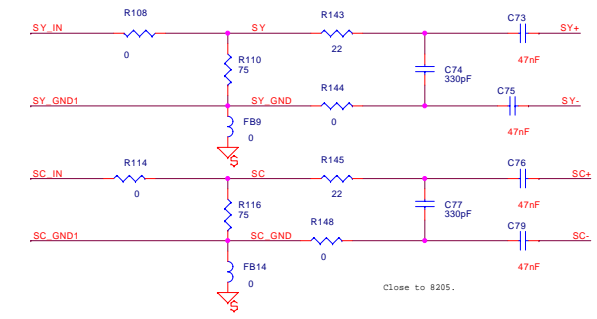 R108 R143 C73
SY_IN SY SY+
0 22 47nF
R110
75
C74
330pF
R144 C75
SY_GND1 SY_GND SY-
FB9 0 47nF
0
S
R114 R145 C76
SC_IN SC SC+
0 22 47nF
R116
75
C77
330pF
R148 C79
SC_GND1 SC_GND SC-
FB14 0 47nF
0
Close to 8205.
S